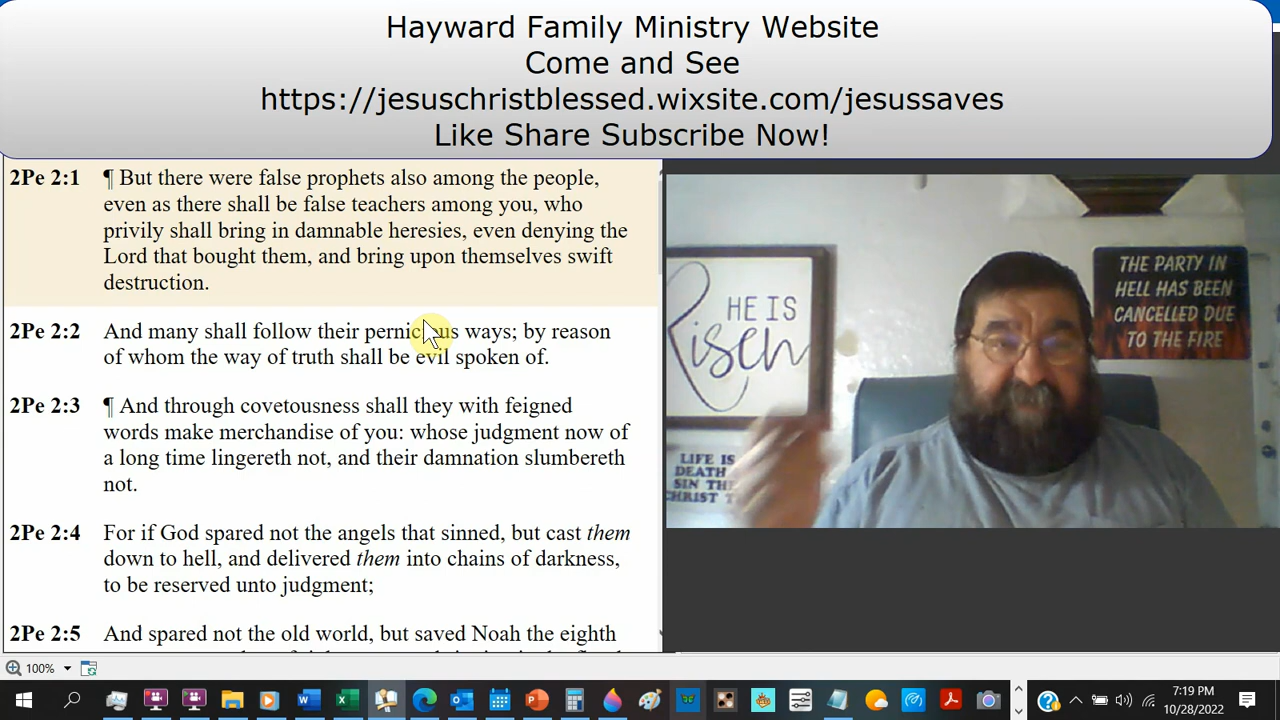 Hayward Family Ministry Website
Come and See
https://jesuschristblessed.wixsite.com/jesussaves
Like Share Subscribe Now!
2Pe 2:1 ¶ But there were false prophets also among the people,
even as there shall be false teachers among you, who
privily shall bring in damnable heresies, even denying the
Lord that bought them, and bring upon themselves swift
destruction.
2Pe 2:2 And many shall follow their pernicious ways; by reason
of whom the way of truth shall be evil spoken of.
2Pe 2:3 ¶ And through covetousness shall they with feigned
words make merchandise of you: whose judgment now of
a long time lingereth not, and their damnation slumbereth
not.
2Pe 2:4 For if God spared not the angels that sinned, but cast them
down to hell, and delivered them into chains of darkness,
to be reserved unto judgment;
2Pe 2:5 And spared not the old world, but saved Noah the eighth
HE IS
Risen
LIFE IS
DEATH
SIN TH
CHRIST
THE PARTY IN
HELL HAS BEEN
CANCELLED DUE
TO THE FIRE
100%
7:19 PM
10/28/2022